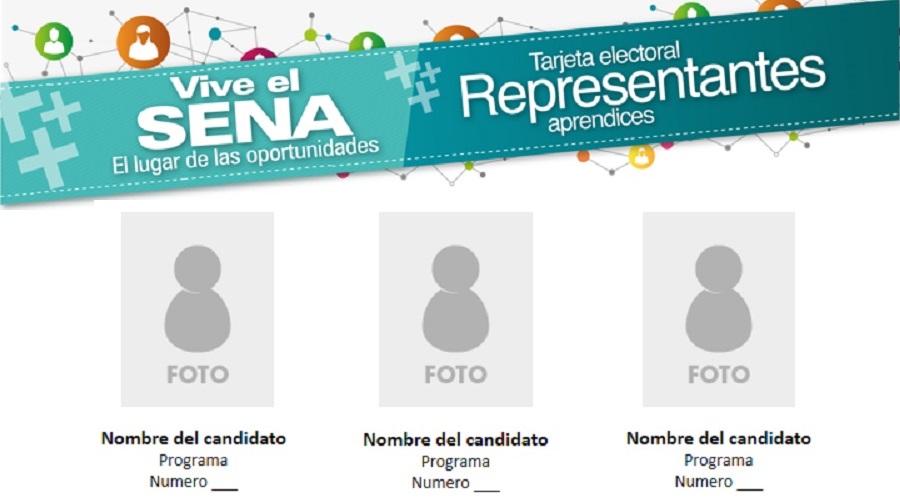 Vive el
SENA
El lugar de las oportunidades
Tarjeta electoral
Representantes
aprendices
FOTO
FOTO
FOTO
Nombre del candidato
Programa
Numero ___
Nombre del candidato
Programa
Numero ___
Nombre del candidato
Programa
Numero ___